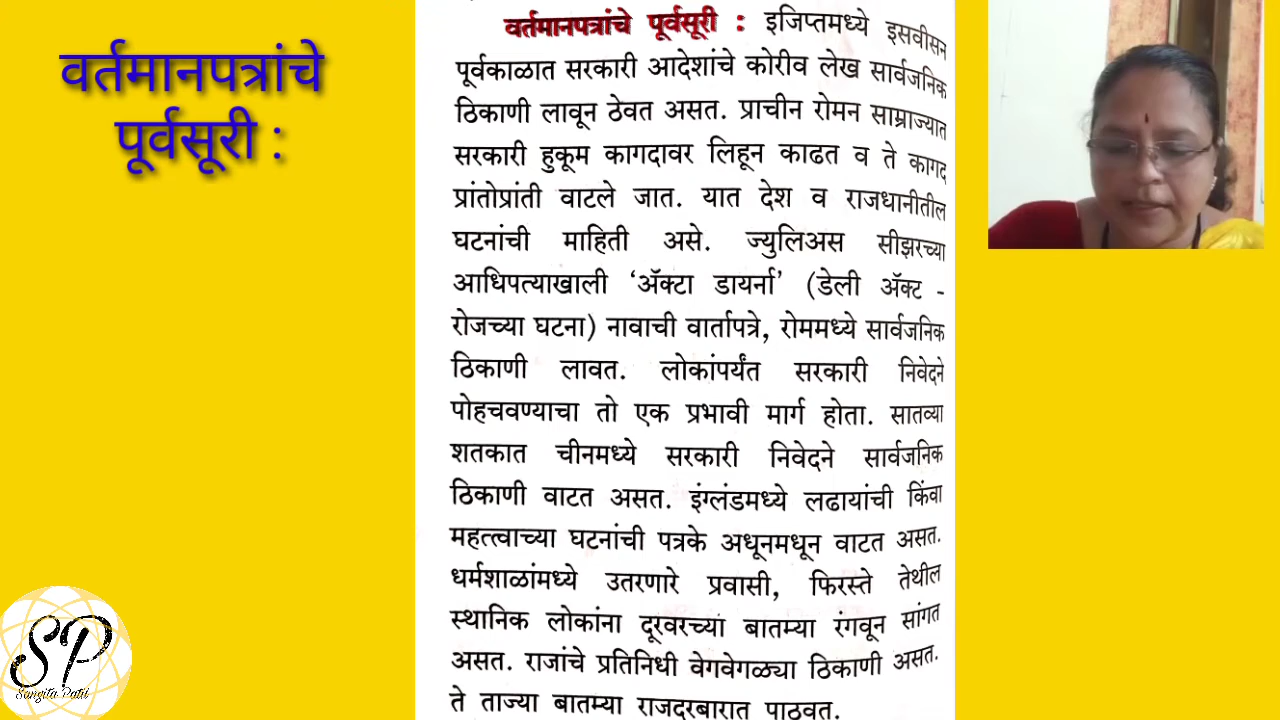 वर्तमानपत्रांचे
पूर्वसूरी :
वर्तमानपत्रांचे पूर्वसूरी : इजिप्तमध्ये इसवीसन
पूर्वकाळात सरकारी आदेशांचे कोरीव लेख सार्वजनिक
ठिकाणी लावून ठेवत असत. प्राचीन रोमन साम्राज्यात
सरकारी हुकूम कागदावर लिहून काढत व ते कागद
प्रांतोप्रांती वाटले जात. यात देश व राजधानीतील
घटनांची माहिती असे. ज्युलिअस सीझरच्या
आधिपत्याखाली ‘ॲक्टा डायर्ना’ (डेली ॲक्ट -
रोजच्या घटना) नावाची वार्तापत्रे, रोममध्ये सार्वजनिक
ठिकाणी लावत. लोकांपर्यंत सरकारी निवेदने
पोहचवण्याचा तो एक प्रभावी मार्ग होता. सातव्या
शतकात चीनमध्ये सरकारी निवेदने सार्वजनिक
ठिकाणी वाटत असत. इंग्लंडमध्ये लढायांची किंवा
महत्त्वाच्या घटनांची पत्रके अधूनमधून वाटत असत.
धर्मशाळांमध्ये उतरणारे प्रवासी, फिरस्ते तेथील
स्थानिक लोकांना दूरवरच्या बातम्या रंगवून सांगत
असत. राजांचे प्रतिनिधी वेगवेगळ्या ठिकाणी असत.
ते ताज्या बातम्या राजदरबारात पाठवत.
SP
Sangita Patil